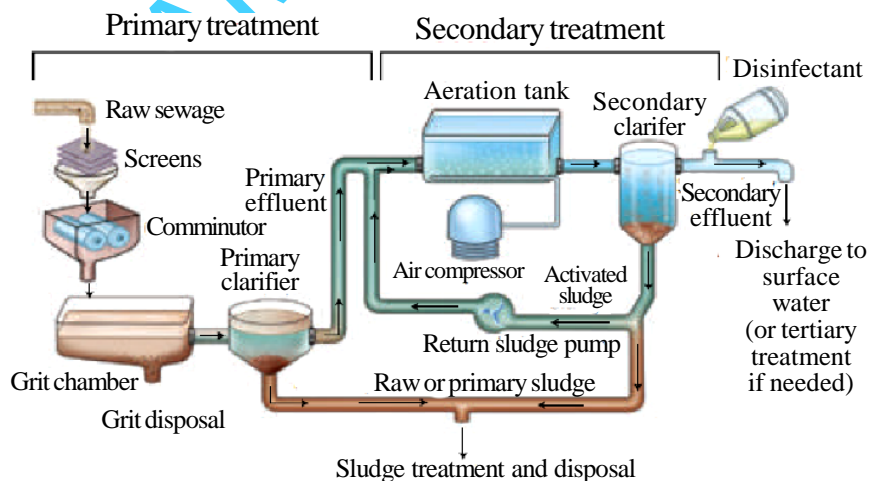 Primary treatment
Secondary treatment
Disinfectant
Raw sewage
Screens
Comminutor
Grit chamber
Grit disposal
Primary
clarifier
Primary
effluent
Aeration tank
Air compressor
Secondary
clarifer
Secondary
effluent
Activated
sludge
Return sludge pump
Raw or primary sludge
Sludge treatment and disposal
Discharge to
surface
water
(or tertiary
treatment
if needed)